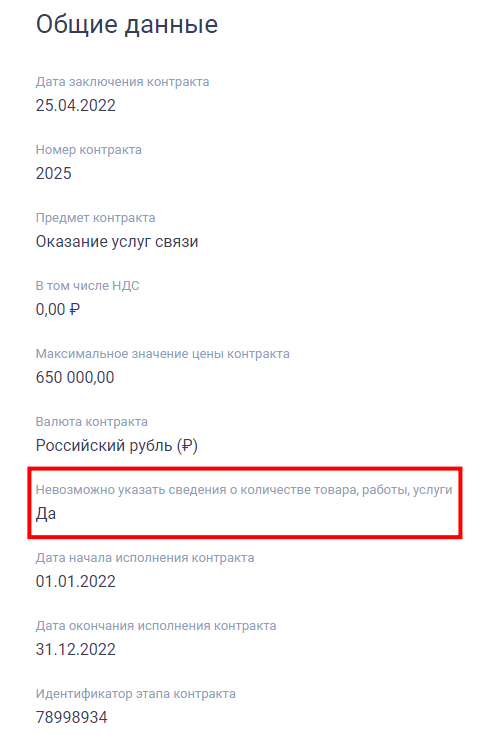 Общие данные
Дата заключения контракта
25.04.2022
Номер контракта
2025
Предмет контракта
Оказание услуг связи
В том числе НДС
0,00 ₽
Максимальное значение цены контракта
650 000,00
Валюта контракта
Российский рубль (₽)
Невозможно указать сведения о количестве товара, работы, услуги
Да
Дата начала исполнения контракта
01.01.2022
Дата окончания исполнения контракта
31.12.2022
Идентификатор этапа контракта
78998934